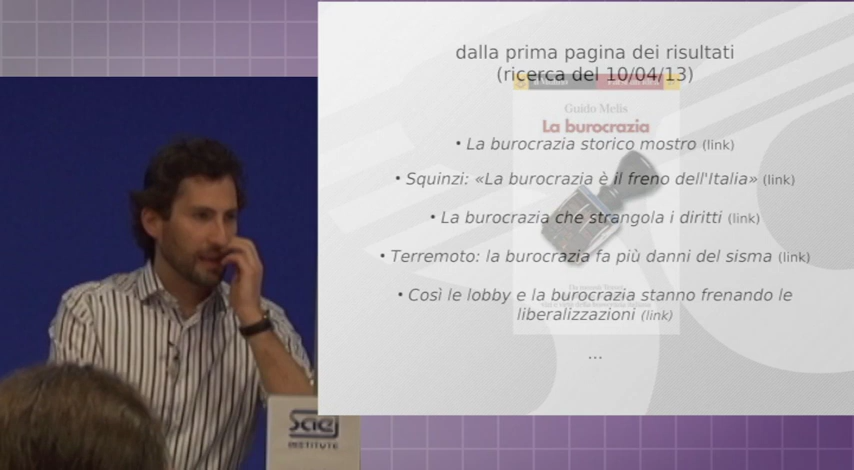 dalla prima pagina dei risultati
(ricerca del 10/04/13)
Guido Melis
La burocrazia
• La burocrazia storico mostro (link)
• Squinzi: «La burocrazia è il freno dell'Italia» (link)
• La burocrazia che strangola i diritti (link)
• Terremoto: la burocrazia fa più danni del sisma (link)
• Così le lobby e la burocrazia stanno frenando le
liberalizzazioni (link)
...
sae
INSTITUTE